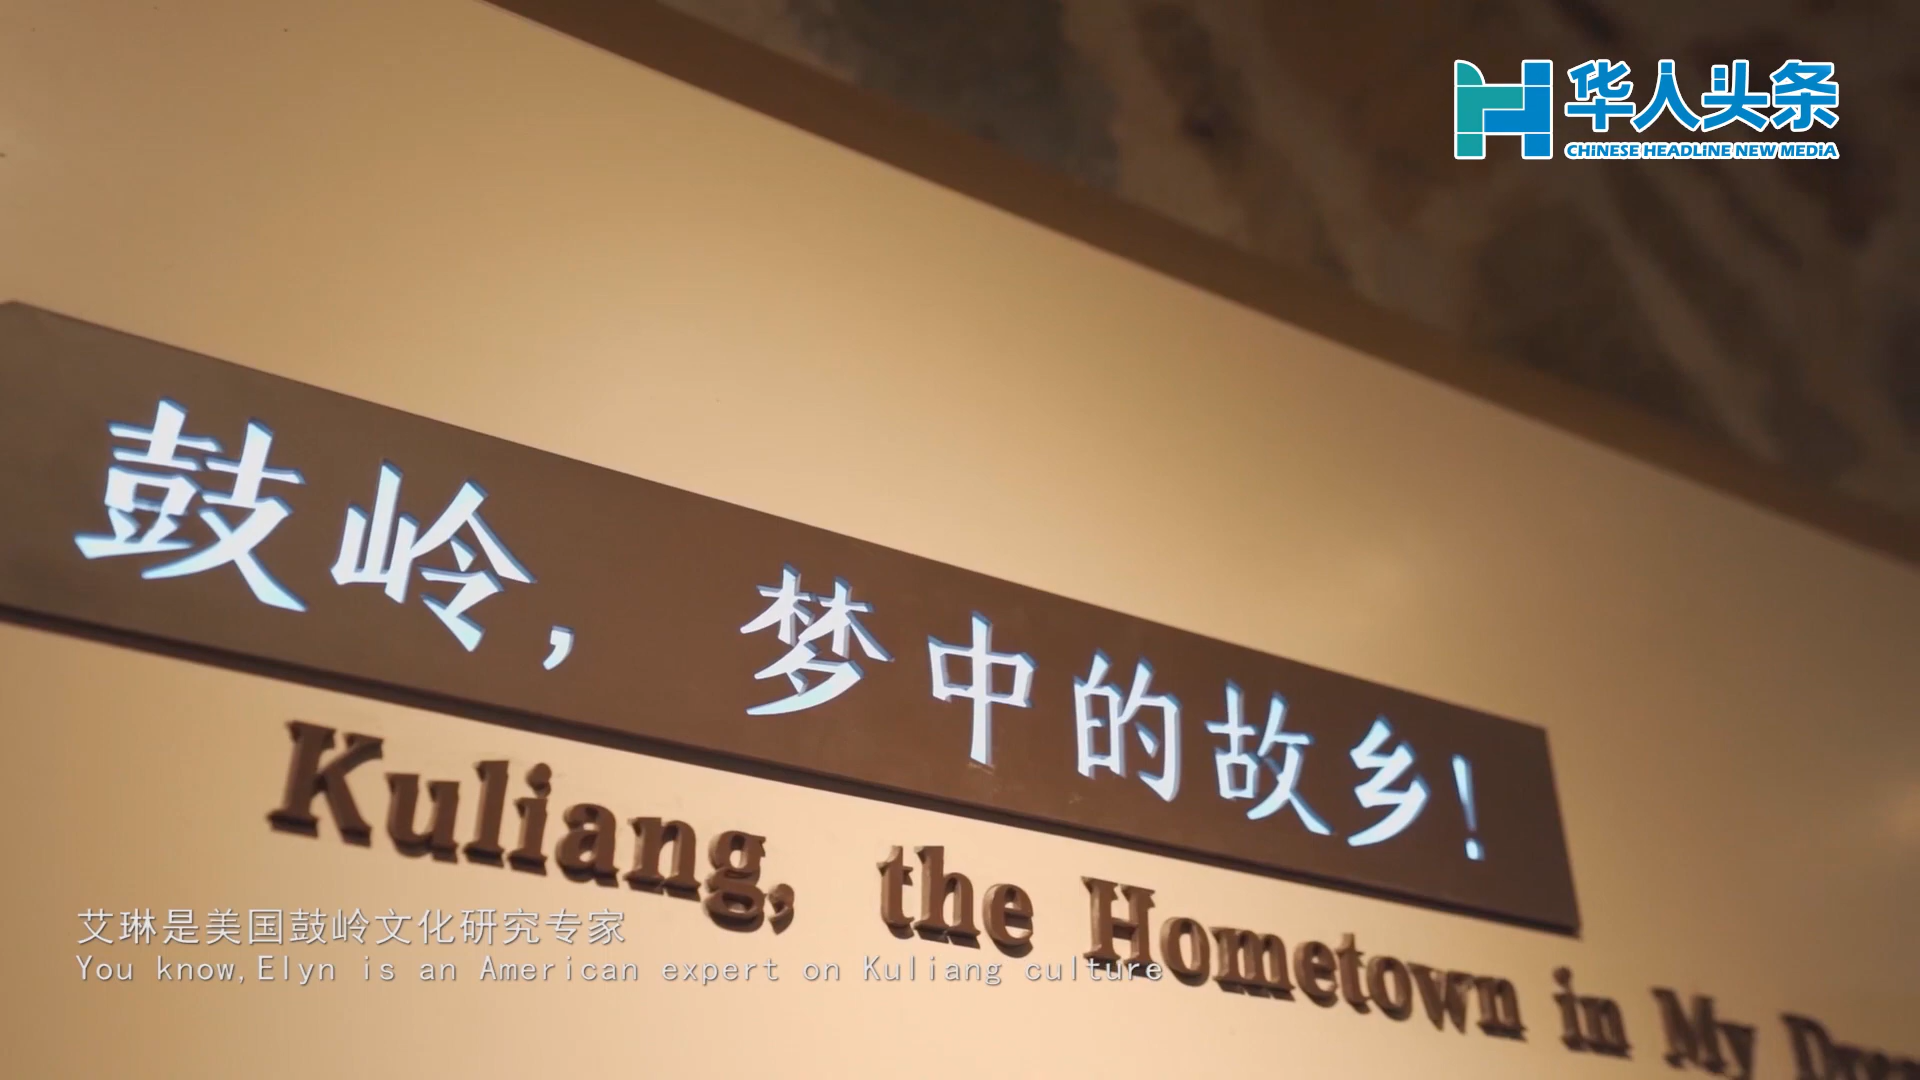 华人头条
CHINESE HEADLINE NEW MEDIA
鼓岭，梦中的故乡！
Kuliang, the Hometown in My
艾琳是美国鼓岭文化研究专家
You know,Elyn is an American expert on Kuliang culture